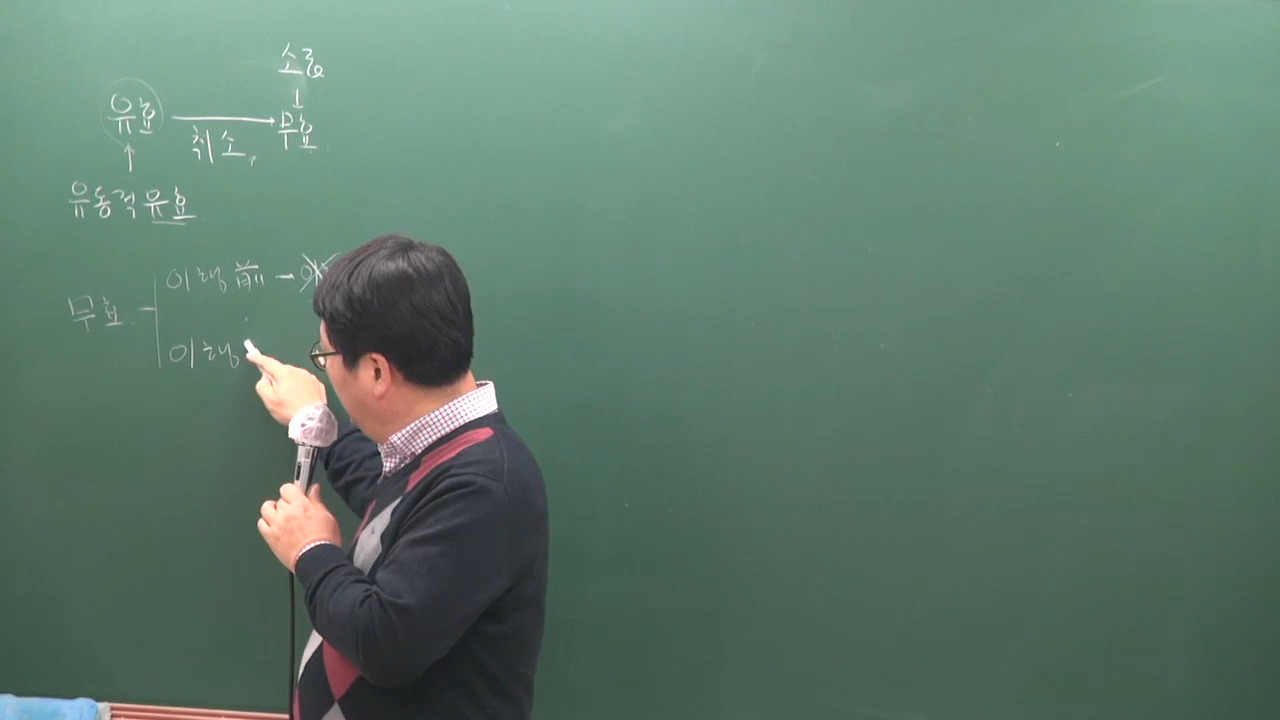 소급
↓
유효 → 무효
취소
↑
유동적 유효
이행 前 →
무효
이행